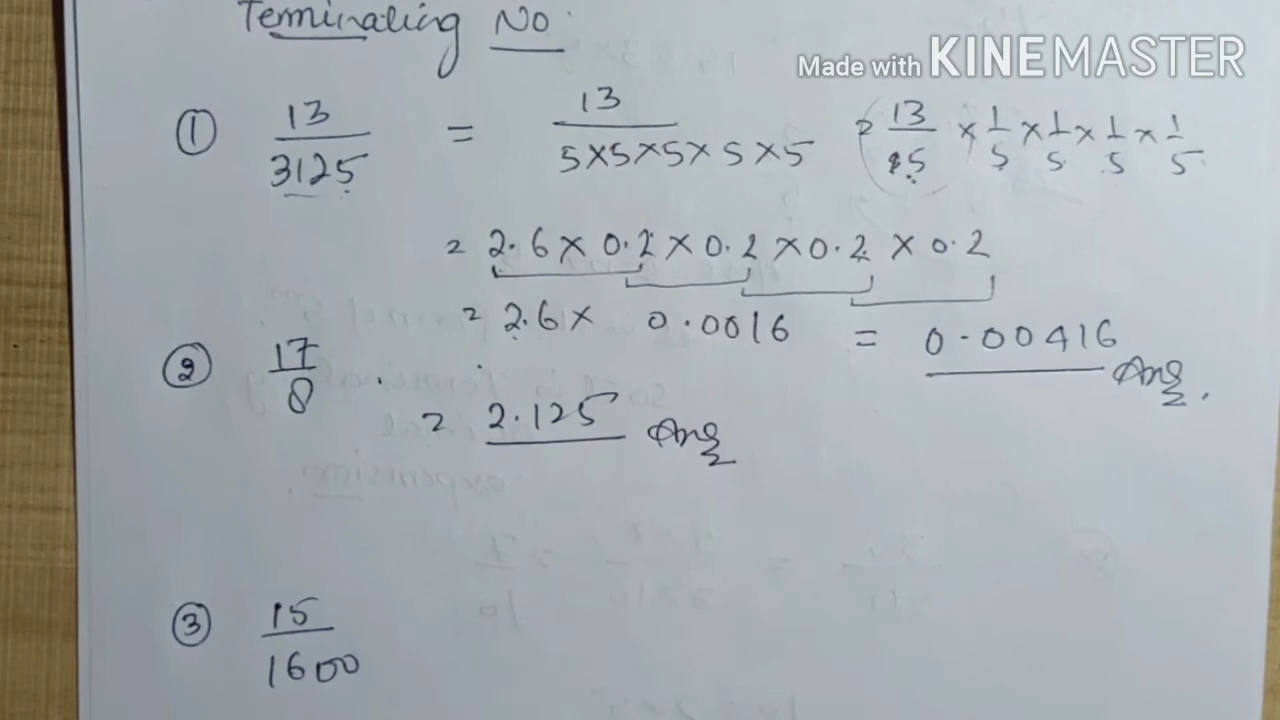 Terminating No.
Made with KINEMASTER
① 13/3125 = 13/5×5×5×5×5 = 13/5 × 1/5 × 1/5 × 1/5 × 1/5
= 2.6 × 0.2 × 0.2 × 0.2 × 0.2
= 2.6 × 0.0016 = 0.00416 Ans.
② 17/8
= 2.125 Ans
③ 15/1600